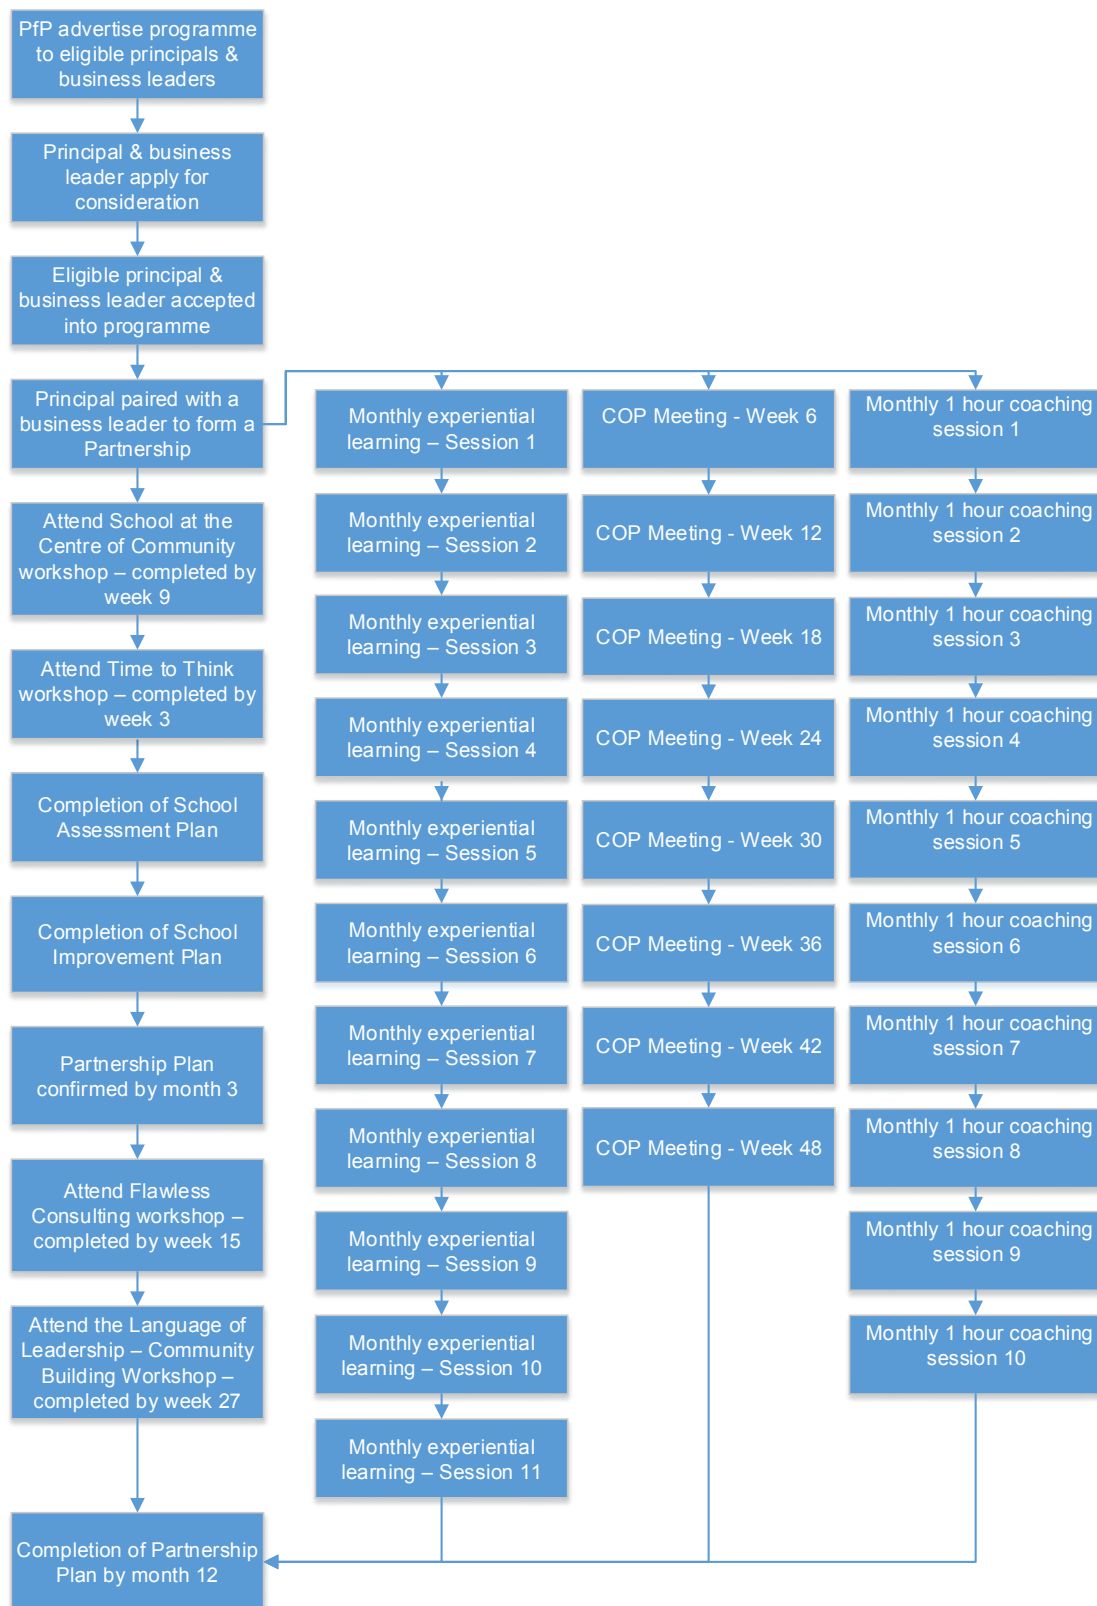 PfP advertise programme
to eligible principals &
business leaders
Principal & business
leader apply for
consideration
Eligible principal &
business leader accepted
into programme
Principal paired with a
business leader to form a
Partnership
Attend School at the
Centre of Community
workshop – completed by
week 9
Attend Time to Think
workshop – completed by
week 3
Completion of School
Assessment Plan
Completion of School
Improvement Plan
Partnership Plan
confirmed by month 3
Attend Flawless
Consulting workshop –
completed by week 15
Attend the Language of
Leadership – Community
Building Workshop –
completed by week 27
Completion of Partnership
Plan by month 12
Monthly experiential
learning – Session 1
Monthly experiential
learning – Session 2
Monthly experiential
learning – Session 3
Monthly experiential
learning – Session 4
Monthly experiential
learning – Session 5
Monthly experiential
learning – Session 6
Monthly experiential
learning – Session 7
Monthly experiential
learning – Session 8
Monthly experiential
learning – Session 9
Monthly experiential
learning – Session 10
Monthly experiential
learning – Session 11
COP Meeting - Week 6
COP Meeting - Week 12
COP Meeting - Week 18
COP Meeting - Week 24
COP Meeting - Week 30
COP Meeting - Week 36
COP Meeting - Week 42
COP Meeting - Week 48
Monthly 1 hour coaching
session 1
Monthly 1 hour coaching
session 2
Monthly 1 hour coaching
session 3
Monthly 1 hour coaching
session 4
Monthly 1 hour coaching
session 5
Monthly 1 hour coaching
session 6
Monthly 1 hour coaching
session 7
Monthly 1 hour coaching
session 8
Monthly 1 hour coaching
session 9
Monthly 1 hour coaching
session 10